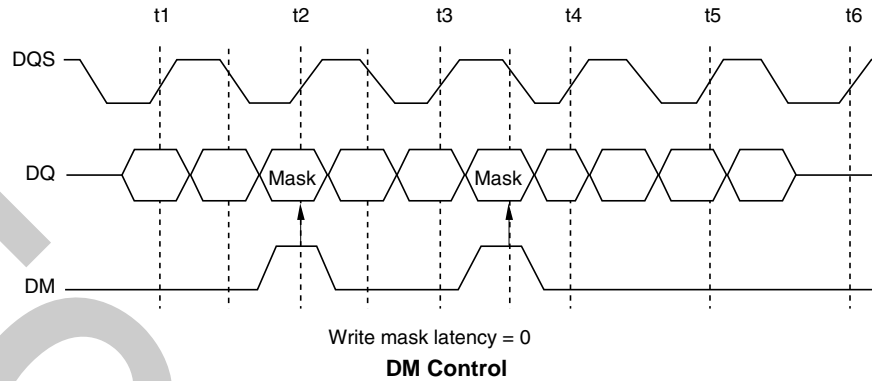 t1 t2 t3 t4 t5 t6
DQS
DQ Mask Mask
DM
Write mask latency = 0
DM Control